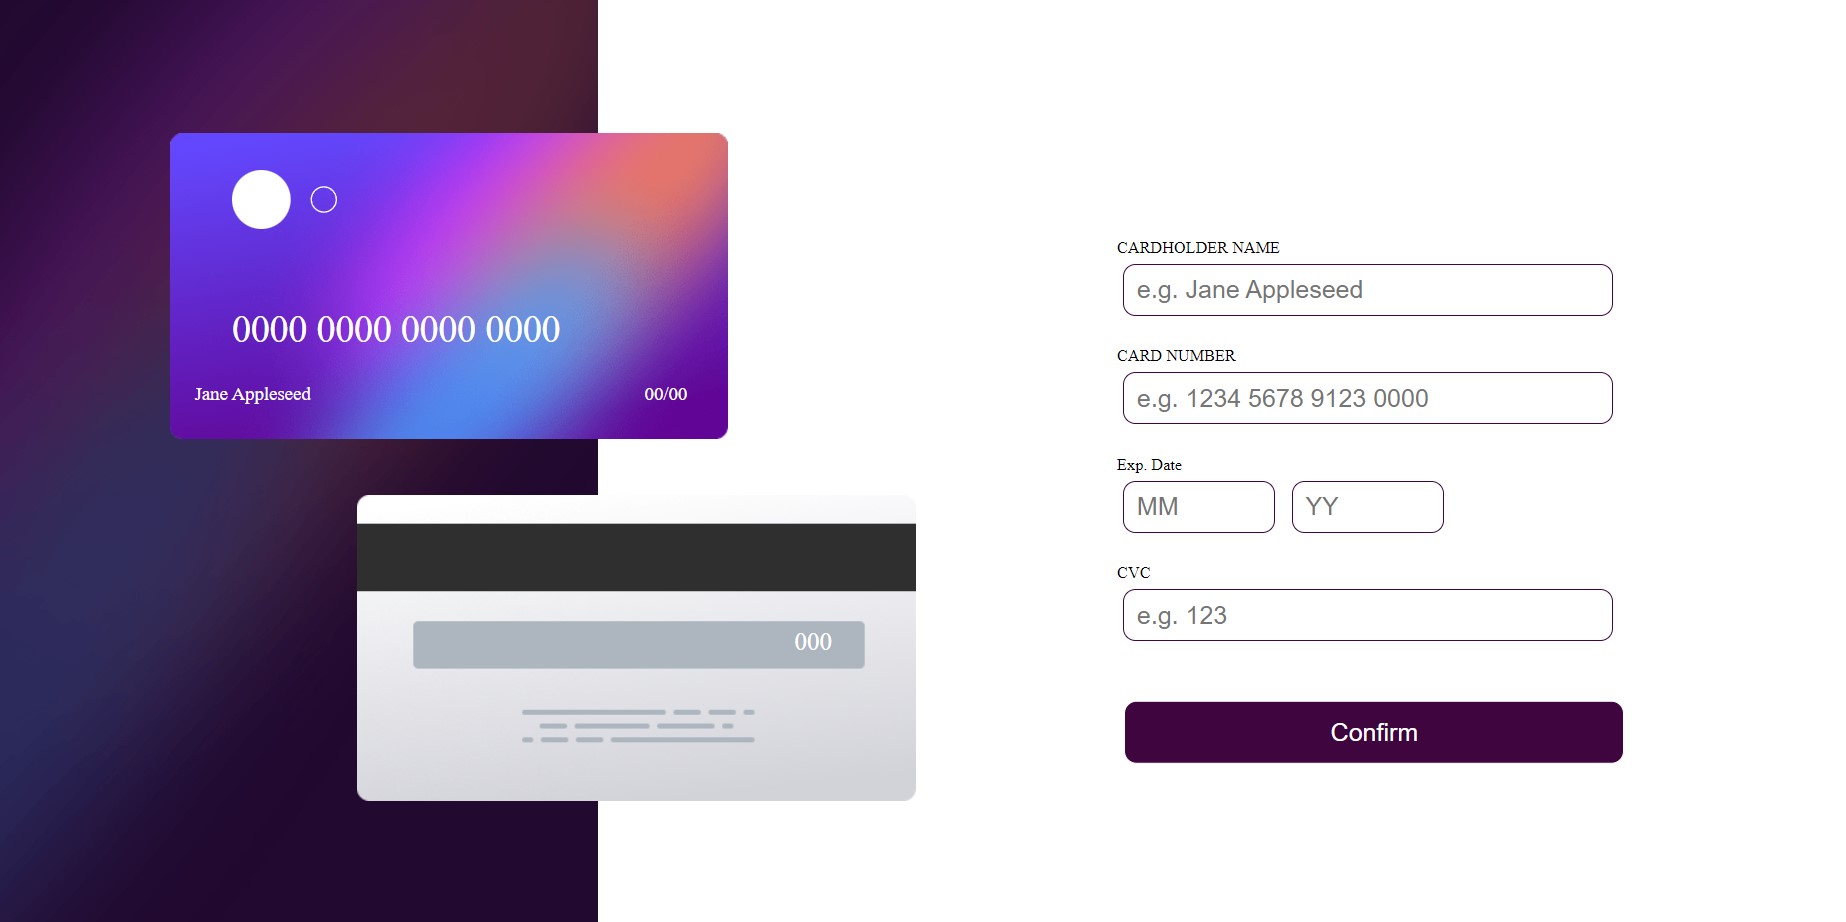 0000 0000 0000 0000
Jane Appleseed 00/00
000
CARDHOLDER NAME
e.g. Jane Appleseed
CARD NUMBER
e.g. 1234 5678 9123 0000
Exp. Date
MM YY
CVC
e.g. 123
Confirm